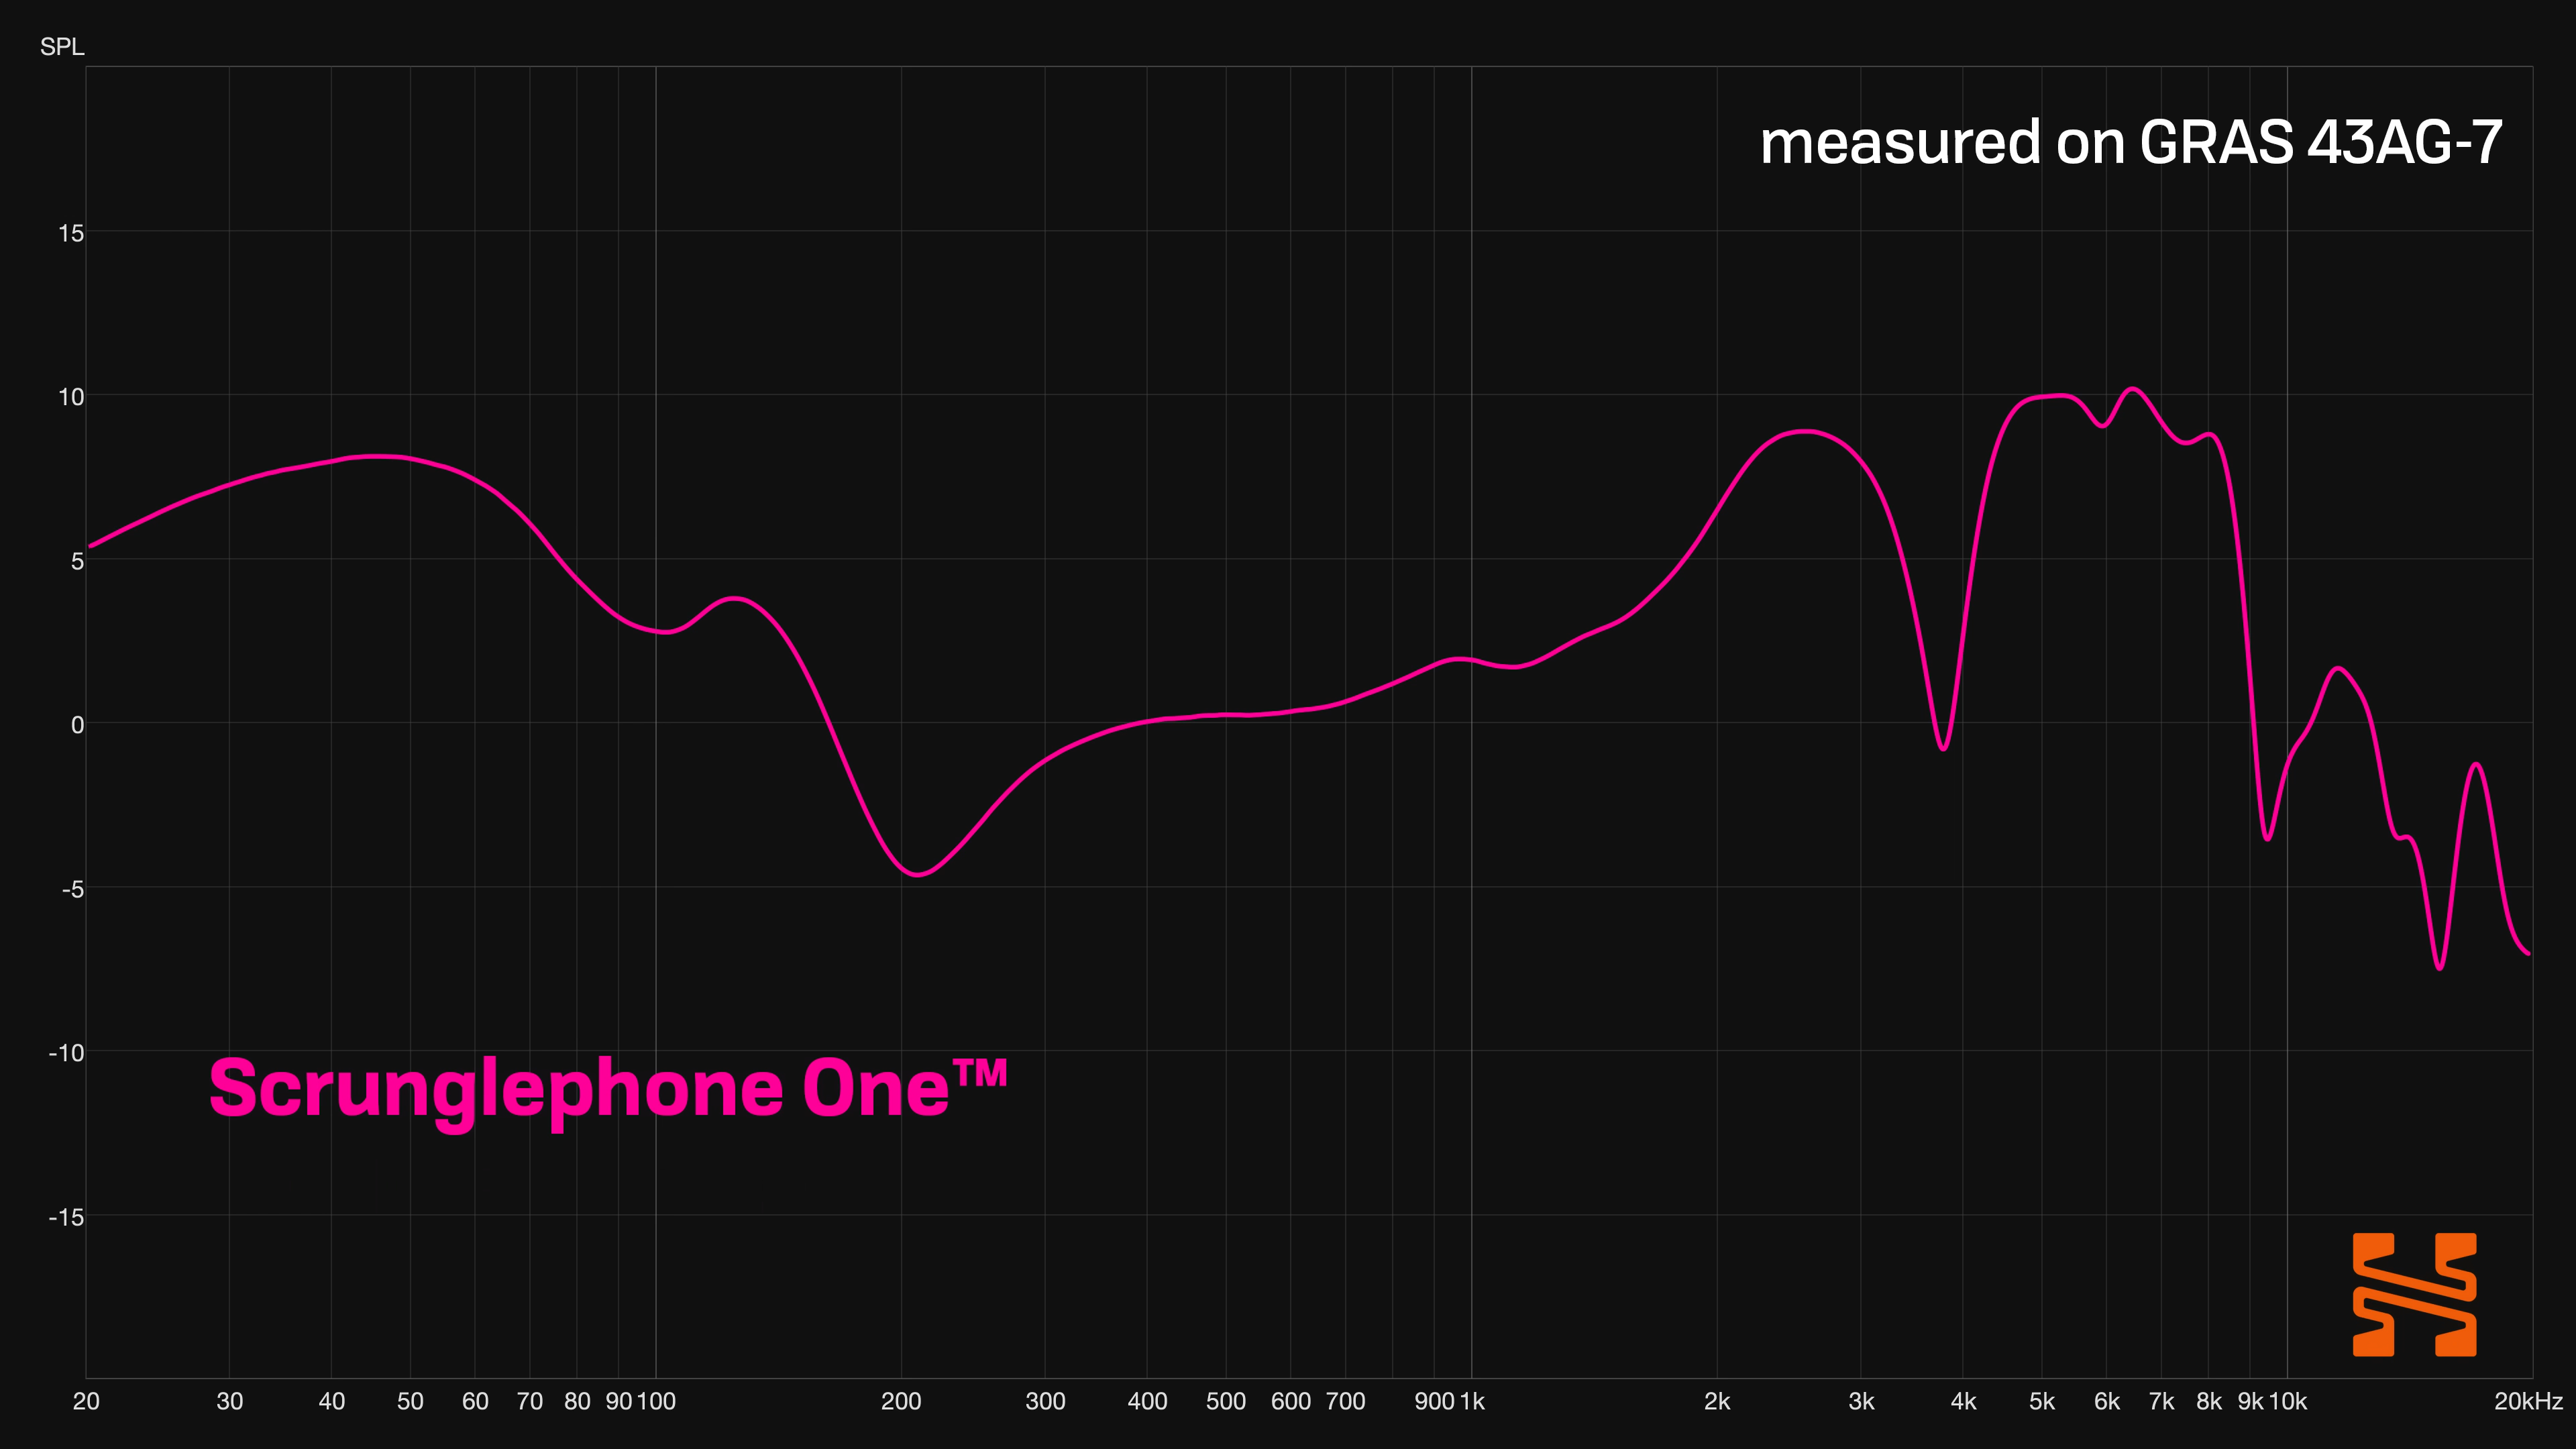 SPL
measured on GRAS 43AG-7
15
10
5
0
-5
-10
Scrunglephone One™
-15
20 30 40 50 60 70 80 90 100 200 300 400 500 600 700 900 1k 2k 3k 4k 5k 6k 7k 8k 9k 10k 20kHz